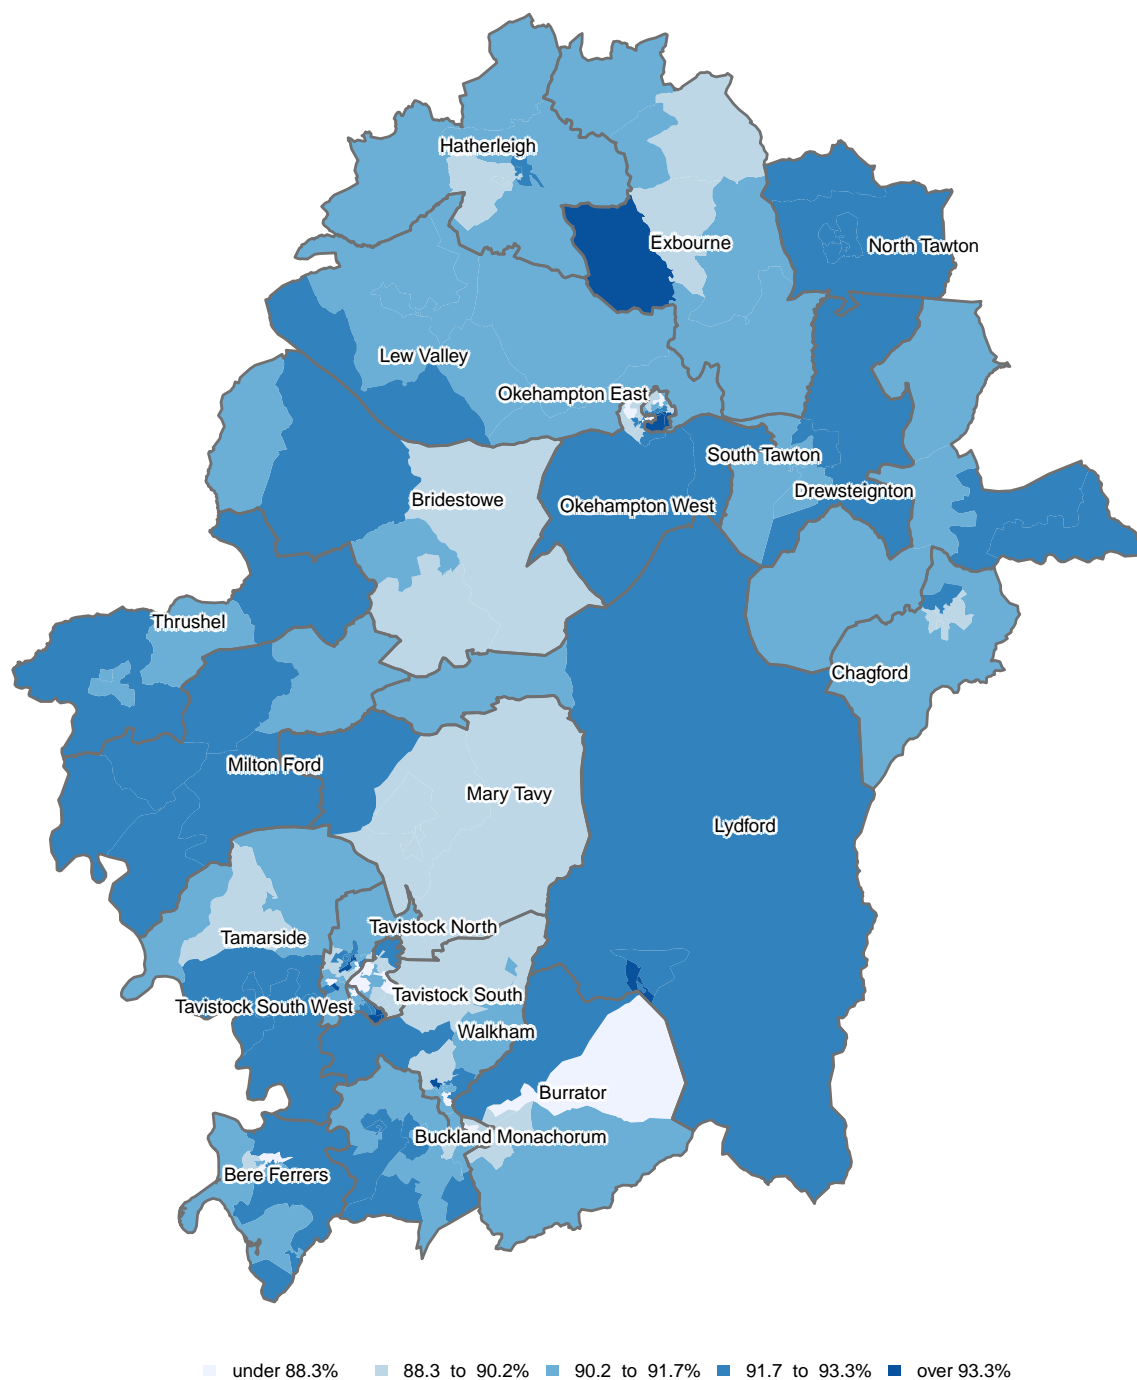 Hatherleigh
Exbourne
North Tawton
Lew Valley
Okehampton East
South Tawton
Drewsteignton
Bridestowe
Okehampton West
Thrushel
Chagford
Milton Ford
Mary Tavy
Lydford
Tavistock North
Tamarside
Tavistock South
Tavistock South West
Walkham
Burrator
Buckland Monachorum
Bere Ferrers
under 88.3% 88.3 to 90.2% 90.2 to 91.7% 91.7 to 93.3% over 93.3%